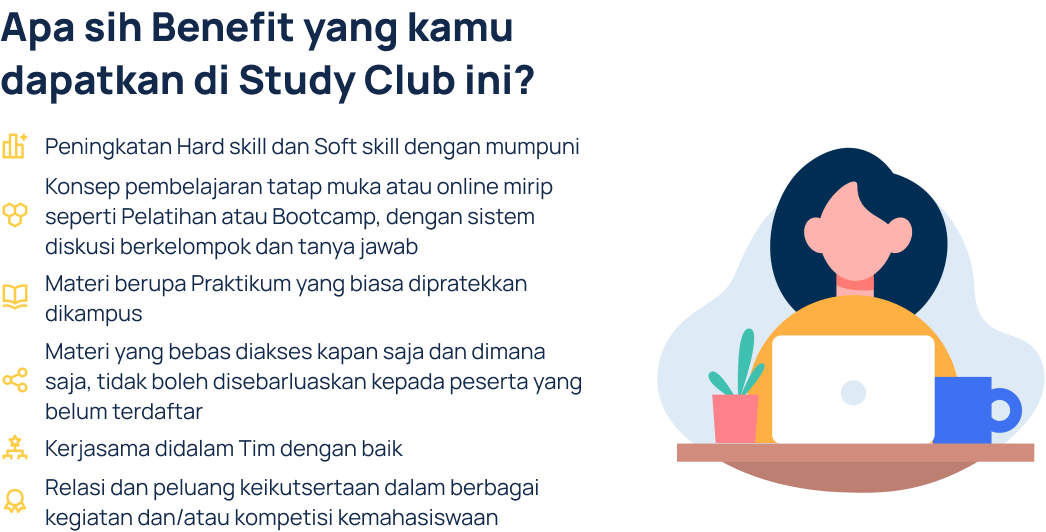 Apa sih Benefit yang kamu
dapatkan di Study Club ini?
Peningkatan Hard skill dan Soft skill dengan mumpuni
Konsep pembelajaran tatap muka atau online mirip
seperti Pelatihan atau Bootcamp, dengan sistem
diskusi berkelompok dan tanya jawab
Materi berupa Praktikum yang biasa dipratekkan
dikampus
Materi yang bebas diakses kapan saja dan dimana
saja, tidak boleh disebarluaskan kepada peserta yang
belum terdaftar
Kerjasama didalam Tim dengan baik
Relasi dan peluang keikutsertaan dalam berbagai
kegiatan dan/atau kompetisi kemahasiswaan